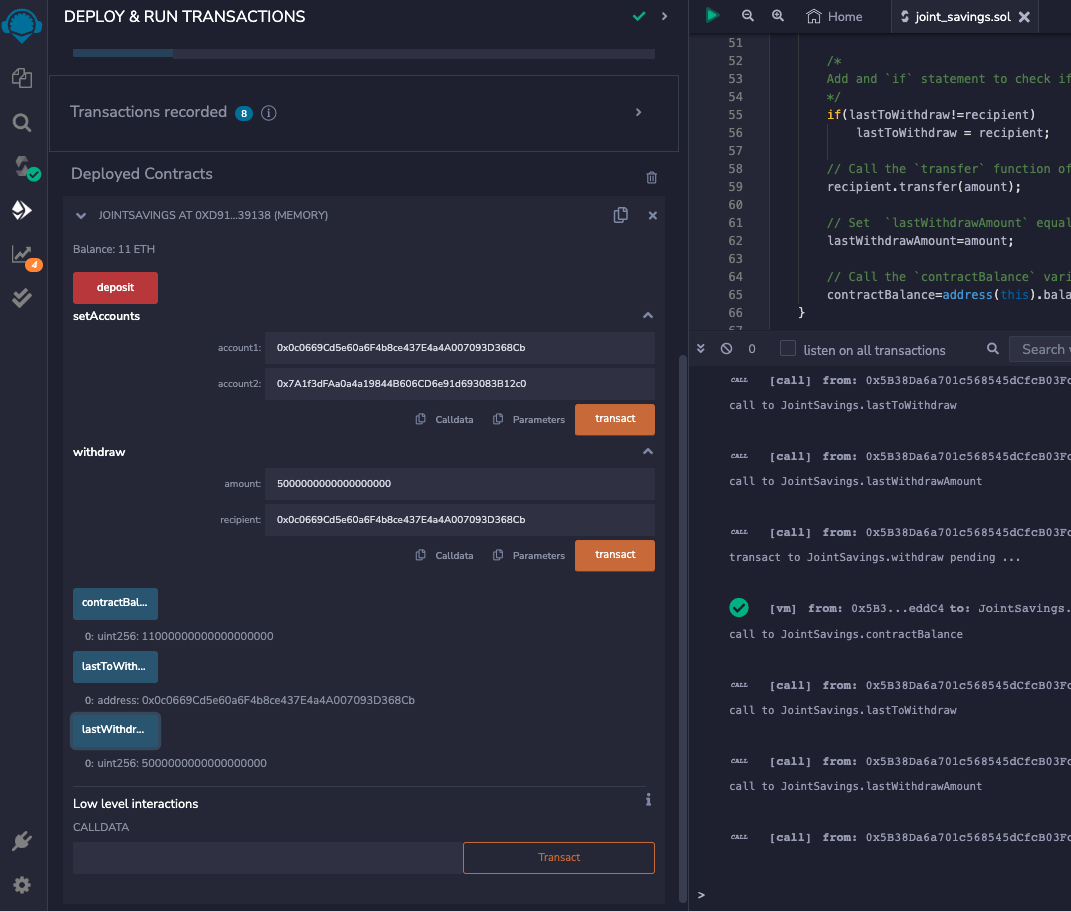 DEPLOY & RUN TRANSACTIONS
Transactions recorded 8 i
Deployed Contracts
JOINTSAVINGS AT 0XD91...39138 (MEMORY)
Balance: 11 ETH
deposit
setAccounts
account1: 0x0c0669Cd5e60a6F4b8ce437E4a4A007093D368Cb
account2: 0x7A1f3dFAa0a4a19844B606CD6e91d693083B12c0
Calldata Parameters transact
withdraw
amount: 5000000000000000000
recipient: 0x0c0669Cd5e60a6F4b8ce437E4a4A007093D368Cb
Calldata Parameters transact
contractBal...
0: uint256: 11000000000000000000
lastToWith...
0: address: 0x0c0669Cd5e60a6F4b8ce437E4a4A007093D368Cb
lastWithdr...
0: uint256: 5000000000000000000
Low level interactions i
CALLDATA
Transact
4
Home joint_savings.sol
51
52 /*
53 Add and `if` statement to check if
54 */
55 if(lastToWithdraw!=recipient)
56 lastToWithdraw = recipient;
57
58 // Call the `transfer` function of
59 recipient.transfer(amount);
60
61 // Set  `lastWithdrawAmount` equal
62 lastWithdrawAmount=amount;
63
64 // Call the `contractBalance` vari
65 contractBalance=address(this).bala
66 }
67
0 listen on all transactions Search
CALL [call] from: 0x5B38Da6a701c568545dCfcB03Fc
call to JointSavings.lastToWithdraw
CALL [call] from: 0x5B38Da6a701c568545dCfcB03Fc
call to JointSavings.lastWithdrawAmount
CALL [call] from: 0x5B38Da6a701c568545dCfcB03Fc
transact to JointSavings.withdraw pending ...
[vm] from: 0x5B3...eddC4 to: JointSavings.
call to JointSavings.contractBalance
CALL [call] from: 0x5B38Da6a701c568545dCfcB03Fc
call to JointSavings.lastToWithdraw
CALL [call] from: 0x5B38Da6a701c568545dCfcB03Fc
call to JointSavings.lastWithdrawAmount
CALL [call] from: 0x5B38Da6a701c568545dCfcB03Fc
>